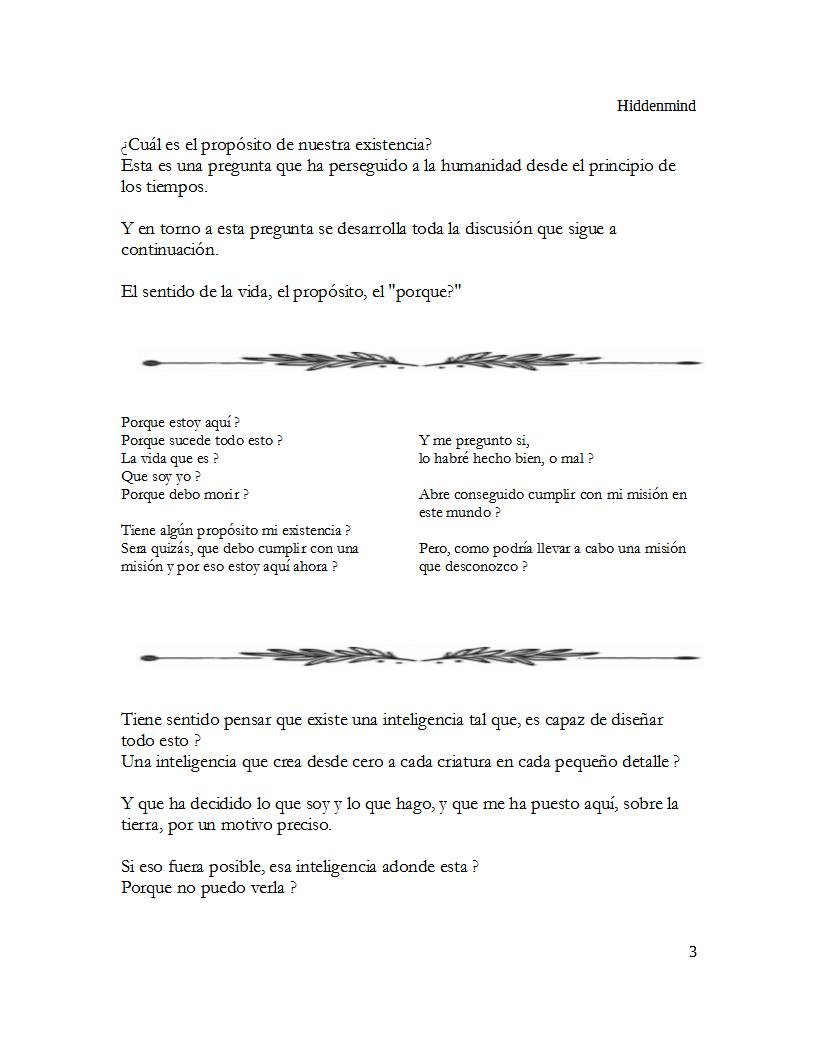 Hiddenmind
¿Cuál es el propósito de nuestra existencia?
Esta es una pregunta que ha perseguido a la humanidad desde el principio de
los tiempos.
Y en torno a esta pregunta se desarrolla toda la discusión que sigue a
continuación.
El sentido de la vida, el propósito, el "porque?"
Porque estoy aquí ?
Porque sucede todo esto ?
La vida que es ?
Que soy yo ?
Porque debo morir ?
Tiene algún propósito mi existencia ?
Sera quizás, que debo cumplir con una
misión y por eso estoy aquí ahora ?
Y me pregunto si,
lo habré hecho bien, o mal ?
Abre conseguido cumplir con mi misión en
este mundo ?
Pero, como podría llevar a cabo una misión
que desconozco ?
Tiene sentido pensar que existe una inteligencia tal que, es capaz de diseñar
todo esto ?
Una inteligencia que crea desde cero a cada criatura en cada pequeño detalle ?
Y que ha decidido lo que soy y lo que hago, y que me ha puesto aquí, sobre la
tierra, por un motivo preciso.
Si eso fuera posible, esa inteligencia adonde esta ?
Porque no puedo verla ?
3